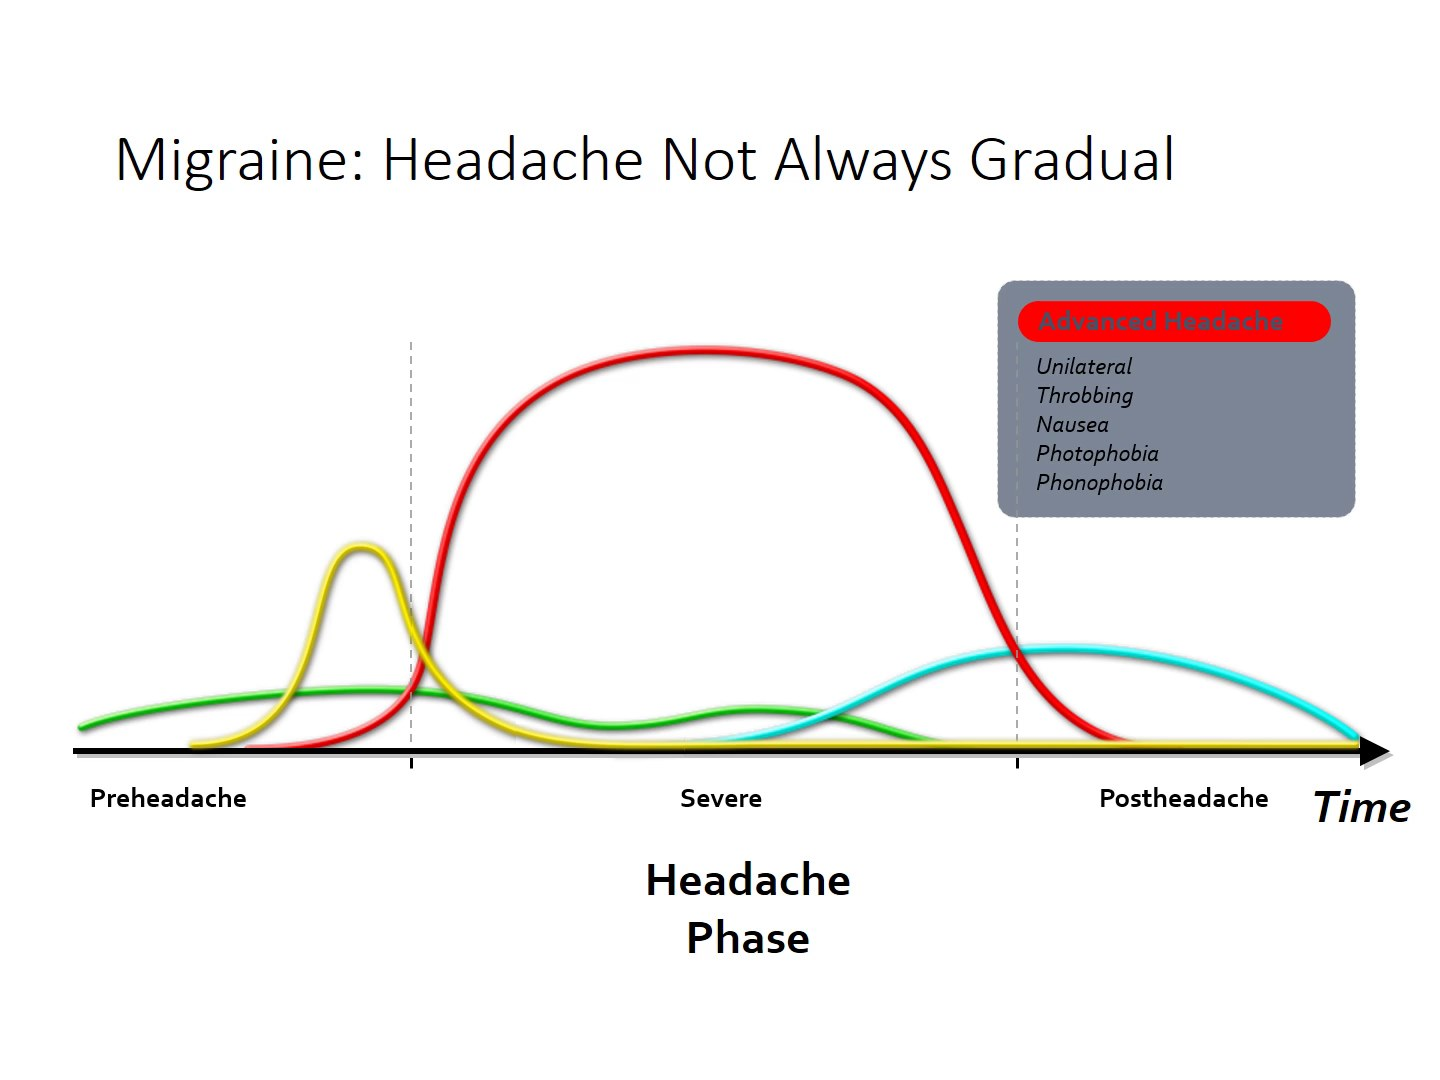 Migraine: Headache Not Always Gradual
Advanced Headache
Unilateral
Throbbing
Nausea
Photophobia
Phonophobia
Preheadache
Severe
Postheadache
Time
Headache
Phase